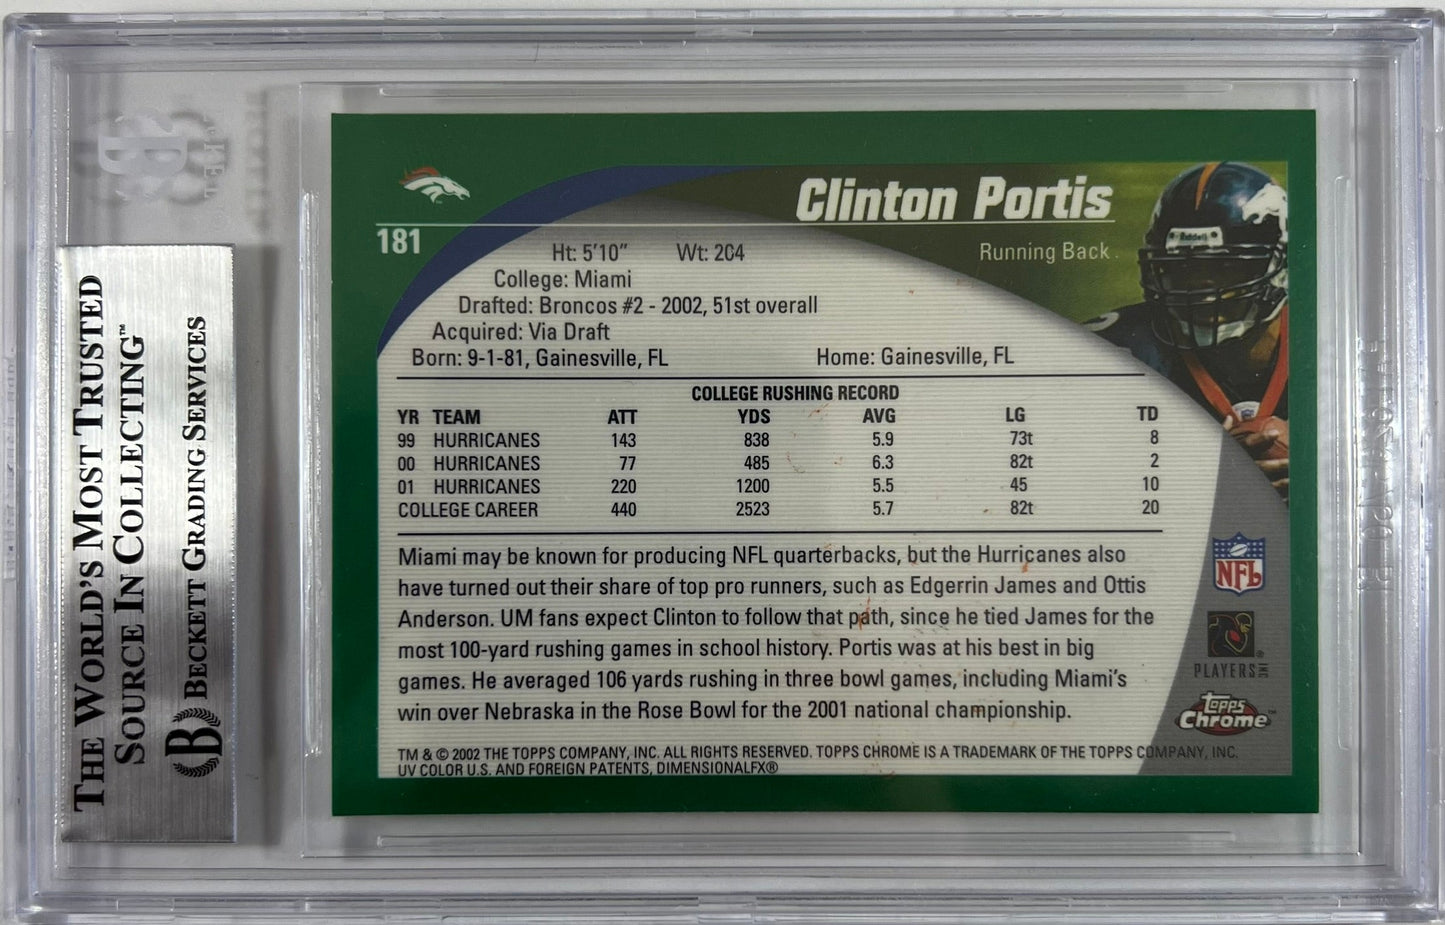 THE WORLD'S MOST TRUSTED
SOURCE IN COLLECTING™
BECKETT GRADING SERVICES
B
181
Clinton Portis
Running Back
Riddell
Ht: 5'10" Wt: 204
College: Miami
Drafted: Broncos #2 - 2002, 51st overall
Acquired: Via Draft
Born: 9-1-81, Gainesville, FL Home: Gainesville, FL
COLLEGE RUSHING RECORD
YR TEAM ATT YDS AVG LG TD
99 HURRICANES 143 838 5.9 73t 8
00 HURRICANES 77 485 6.3 82t 2
01 HURRICANES 220 1200 5.5 45 10
COLLEGE CAREER 440 2523 5.7 82t 20
Miami may be known for producing NFL quarterbacks, but the Hurricanes also
have turned out their share of top pro runners, such as Edgerrin James and Ottis
Anderson. UM fans expect Clinton to follow that path, since he tied James for the
most 100-yard rushing games in school history. Portis was at his best in big
games. He averaged 106 yards rushing in three bowl games, including Miami's
win over Nebraska in the Rose Bowl for the 2001 national championship.
NFL
PLAYERS INC
Topps
Chrome™
TM & © 2002 THE TOPPS COMPANY, INC. ALL RIGHTS RESERVED. TOPPS CHROME IS A TRADEMARK OF THE TOPPS COMPANY, INC.
UV COLOR U.S. AND FOREIGN PATENTS, DIMENSIONALFX®